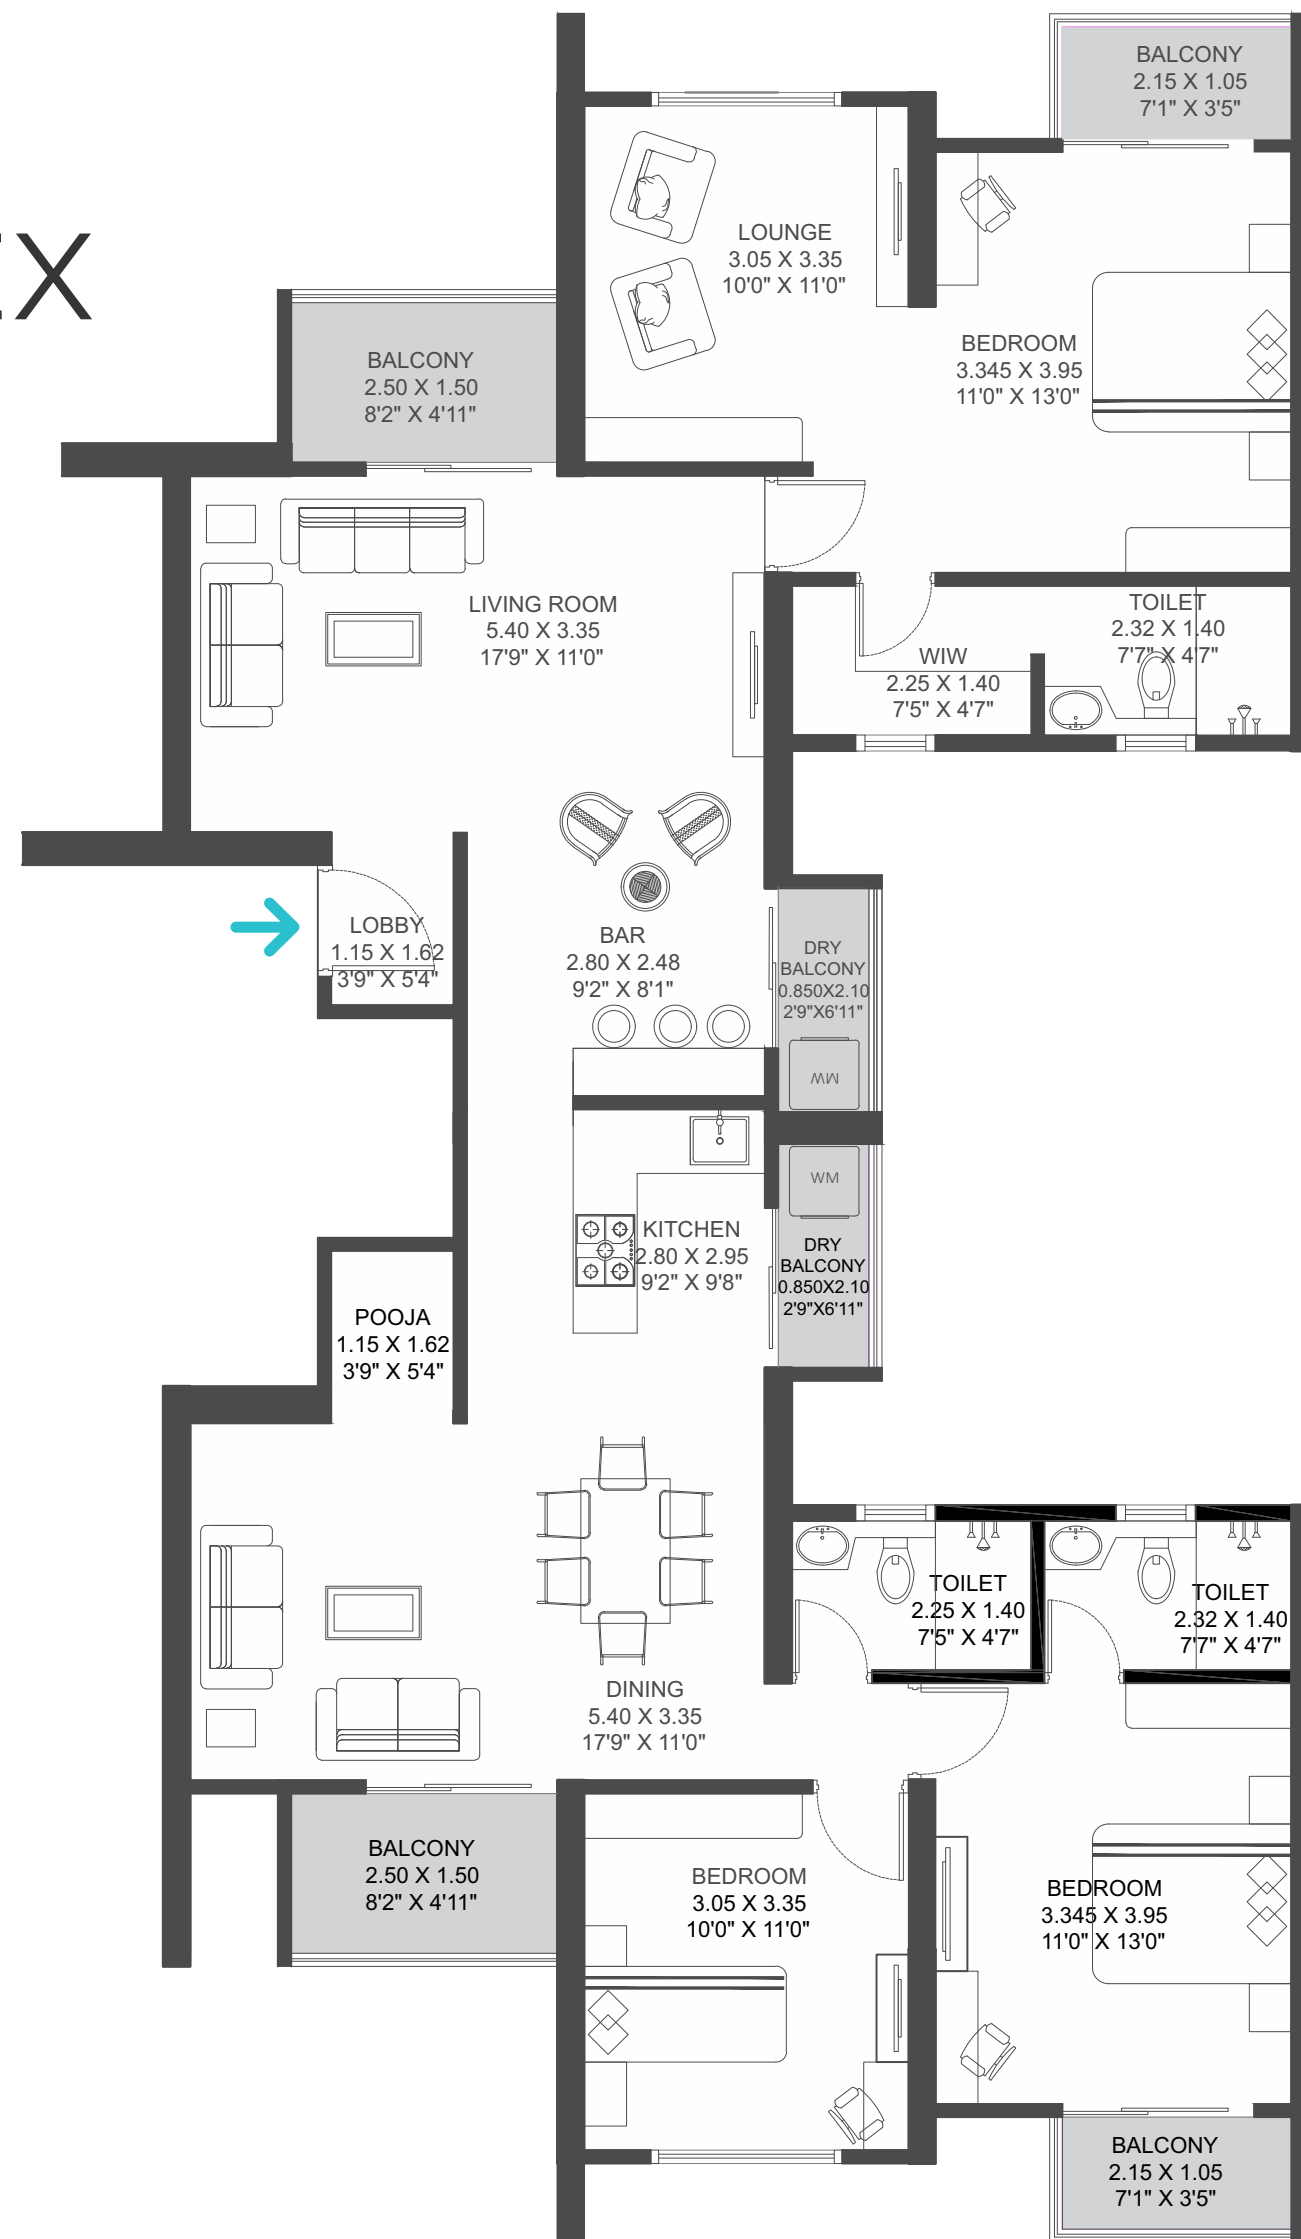 BALCONY
2.15 X 1.05
7'1" X 3'5"
LOUNGE
3.05 X 3.35
10'0" X 11'0"
EX
BALCONY
2.50 X 1.50
8'2" X 4'11"
BEDROOM
3.345 X 3.95
11'0" X 13'0"
LIVING ROOM
5.40 X 3.35
17'9" X 11'0"
TOILET
2.32 X 1.40
7'7" X 4'7"
WIW
2.25 X 1.40
7'5" X 4'7"
LOBBY
1.15 X 1.62
3'9" X 5'4"
BAR
2.80 X 2.48
9'2" X 8'1"
DRY
BALCONY
0.850X2.10
2'9"X6'11"
WM
WM
KITCHEN
2.80 X 2.95
9'2" X 9'8"
DRY
BALCONY
0.850X2.10
2'9"X6'11"
POOJA
1.15 X 1.62
3'9" X 5'4"
TOILET
2.25 X 1.40
7'5" X 4'7"
TOILET
2.32 X 1.40
7'7" X 4'7"
DINING
5.40 X 3.35
17'9" X 11'0"
BALCONY
2.50 X 1.50
8'2" X 4'11"
BEDROOM
3.05 X 3.35
10'0" X 11'0"
BEDROOM
3.345 X 3.95
11'0" X 13'0"
BALCONY
2.15 X 1.05
7'1" X 3'5"